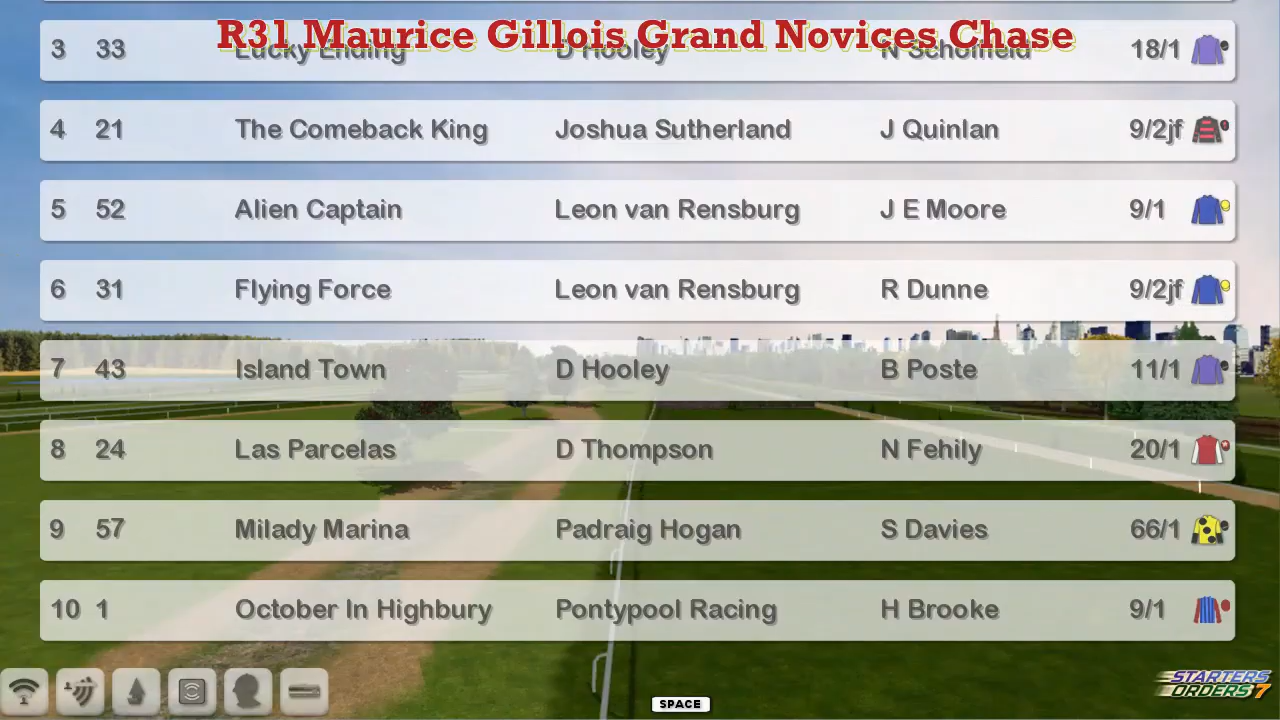 R31 Maurice Gillois Grand Novices Chase
3 33 Lucky Ending D Hooley N Scholfield 18/1
4 21 The Comeback King Joshua Sutherland J Quinlan 9/2jf
5 52 Alien Captain Leon van Rensburg J E Moore 9/1
6 31 Flying Force Leon van Rensburg R Dunne 9/2jf
7 43 Island Town D Hooley B Poste 11/1
8 24 Las Parcelas D Thompson N Fehily 20/1
9 57 Milady Marina Padraig Hogan S Davies 66/1
10 1 October In Highbury Pontypool Racing H Brooke 9/1
SPACE
STARTERS
ORDERS 7